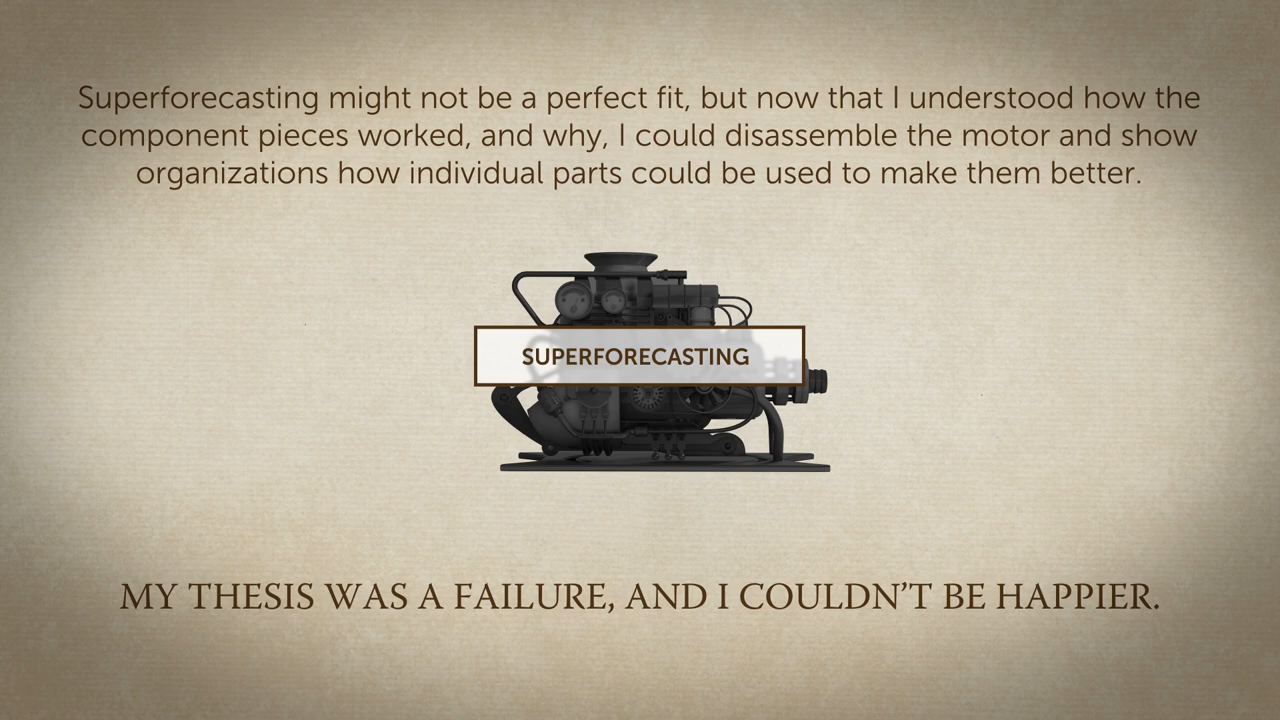 Superforecasting might not be a perfect fit, but now that I understood how the
component pieces worked, and why, I could disassemble the motor and show
organizations how individual parts could be used to make them better.
SUPERFORECASTING
MY THESIS WAS A FAILURE, AND I COULDN’T BE HAPPIER.